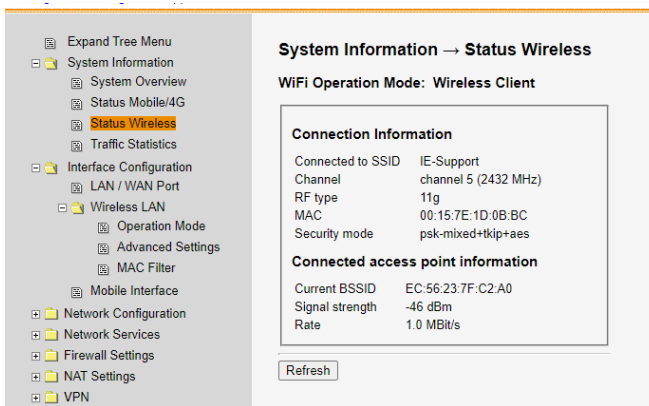 Expand Tree Menu
System Information
System Overview
Status Mobile/4G
Status Wireless
Traffic Statistics
Interface Configuration
LAN / WAN Port
Wireless LAN
Operation Mode
Advanced Settings
MAC Filter
Mobile Interface
Network Configuration
Network Services
Firewall Settings
NAT Settings
VPN
System Information → Status Wireless
WiFi Operation Mode: Wireless Client
Connection Information
Connected to SSID IE-Support
Channel channel 5 (2432 MHz)
RF type 11g
MAC 00:15:7E:1D:0B:BC
Security mode psk-mixed+tkip+aes
Connected access point information
Current BSSID EC:56:23:7F:C2:A0
Signal strength -46 dBm
Rate 1.0 MBit/s
Refresh